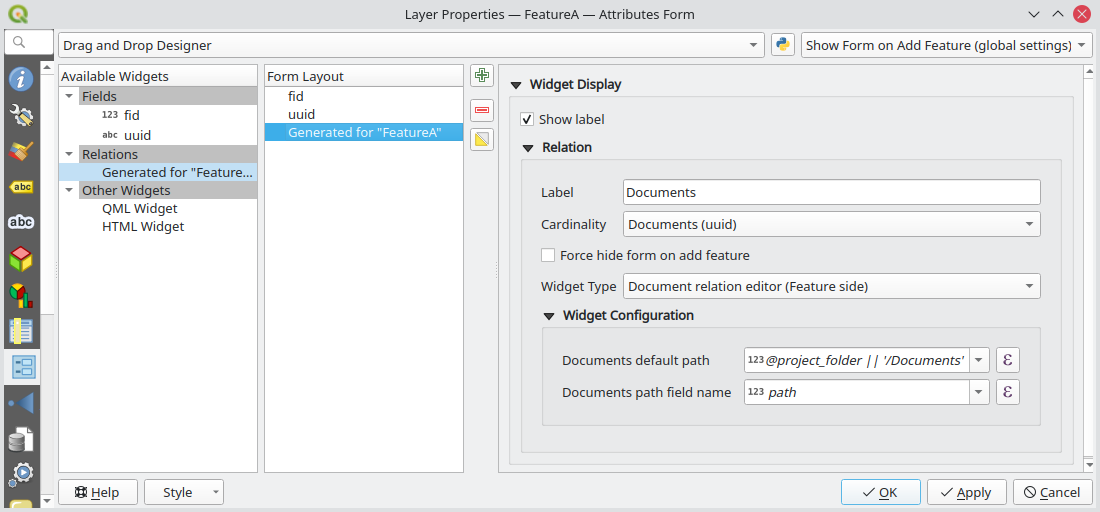 Layer Properties — FeatureA — Attributes Form
Drag and Drop Designer
Show Form on Add Feature (global settings)
Available Widgets
Fields
123 fid
abc uuid
Relations
Generated for "Feature...
Other Widgets
QML Widget
HTML Widget
Form Layout
fid
uuid
Generated for "FeatureA"
Widget Display
Show label
Relation
Label Documents
Cardinality Documents (uuid)
Force hide form on add feature
Widget Type Document relation editor (Feature side)
Widget Configuration
Documents default path 123 @project_folder || '/Documents' ε
Documents path field name 123 path ε
abc
abc
Help
Style
OK
Apply
Cancel